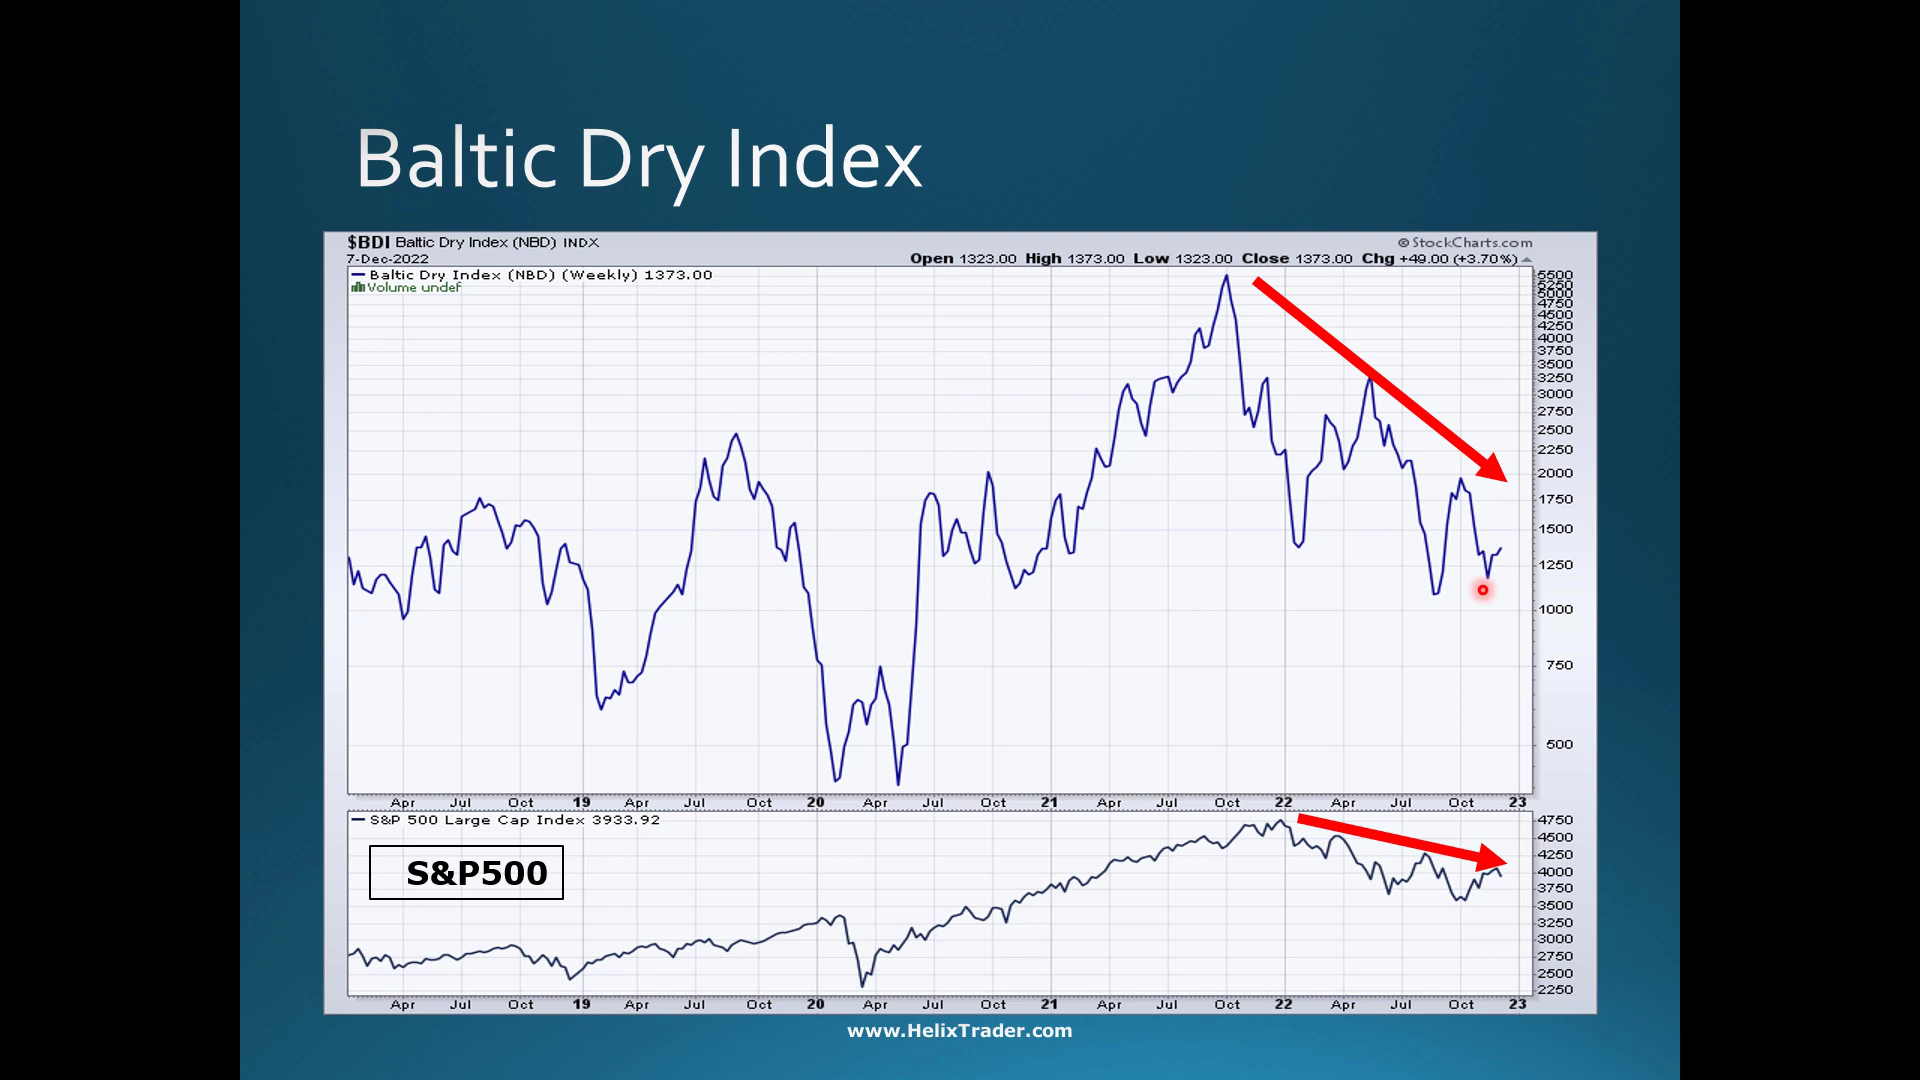 Baltic Dry Index
$BDI Baltic Dry Index (NBD) INDX
© StockCharts.com
7-Dec-2022
Open 1323.00 High 1373.00 Low 1323.00 Close 1373.00 Chg +49.00 (+3.70%)
Baltic Dry Index (NBD) (Weekly) 1373.00
Volume undef
5500
5250
5000
4750
4500
4250
4000
3750
3500
3250
3000
2750
2500
2250
2000
1750
1500
1250
1000
750
500
Apr Jul Oct 19 Apr Jul Oct 20 Apr Jul Oct 21 Apr Jul Oct 22 Apr Jul Oct 23
S&P 500 Large Cap Index 3933.92
S&P500
4750
4500
4250
4000
3750
3500
3250
3000
2750
2500
2250
Apr Jul Oct 19 Apr Jul Oct 20 Apr Jul Oct 21 Apr Jul Oct 22 Apr Jul Oct 23
www.HelixTrader.com